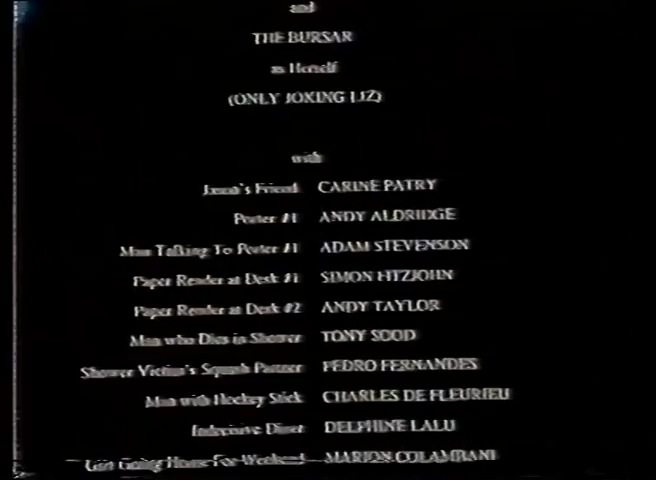 and
THE BURSAR
as Herself
(ONLY JOKING LIZ)
with
Friend CARINE PATRY
Porter #1 ANDY ALDRIDGE
Man Talking To Porter #1 ADAM STEVENSON
Paper Reader at Desk #1 SIMON FITZJOHN
Paper Reader at Desk #2 ANDY TAYLOR
Man who Dies in Shower TONY SOOD
Shower Victim's Squash Partner PEDRO FERNANDES
Man with Hockey Stick CHARLES DE FLEURIEU
Indecisive Diner DELPHINE LALU
Girl Going Home For Weekend MARION COLAMBANI